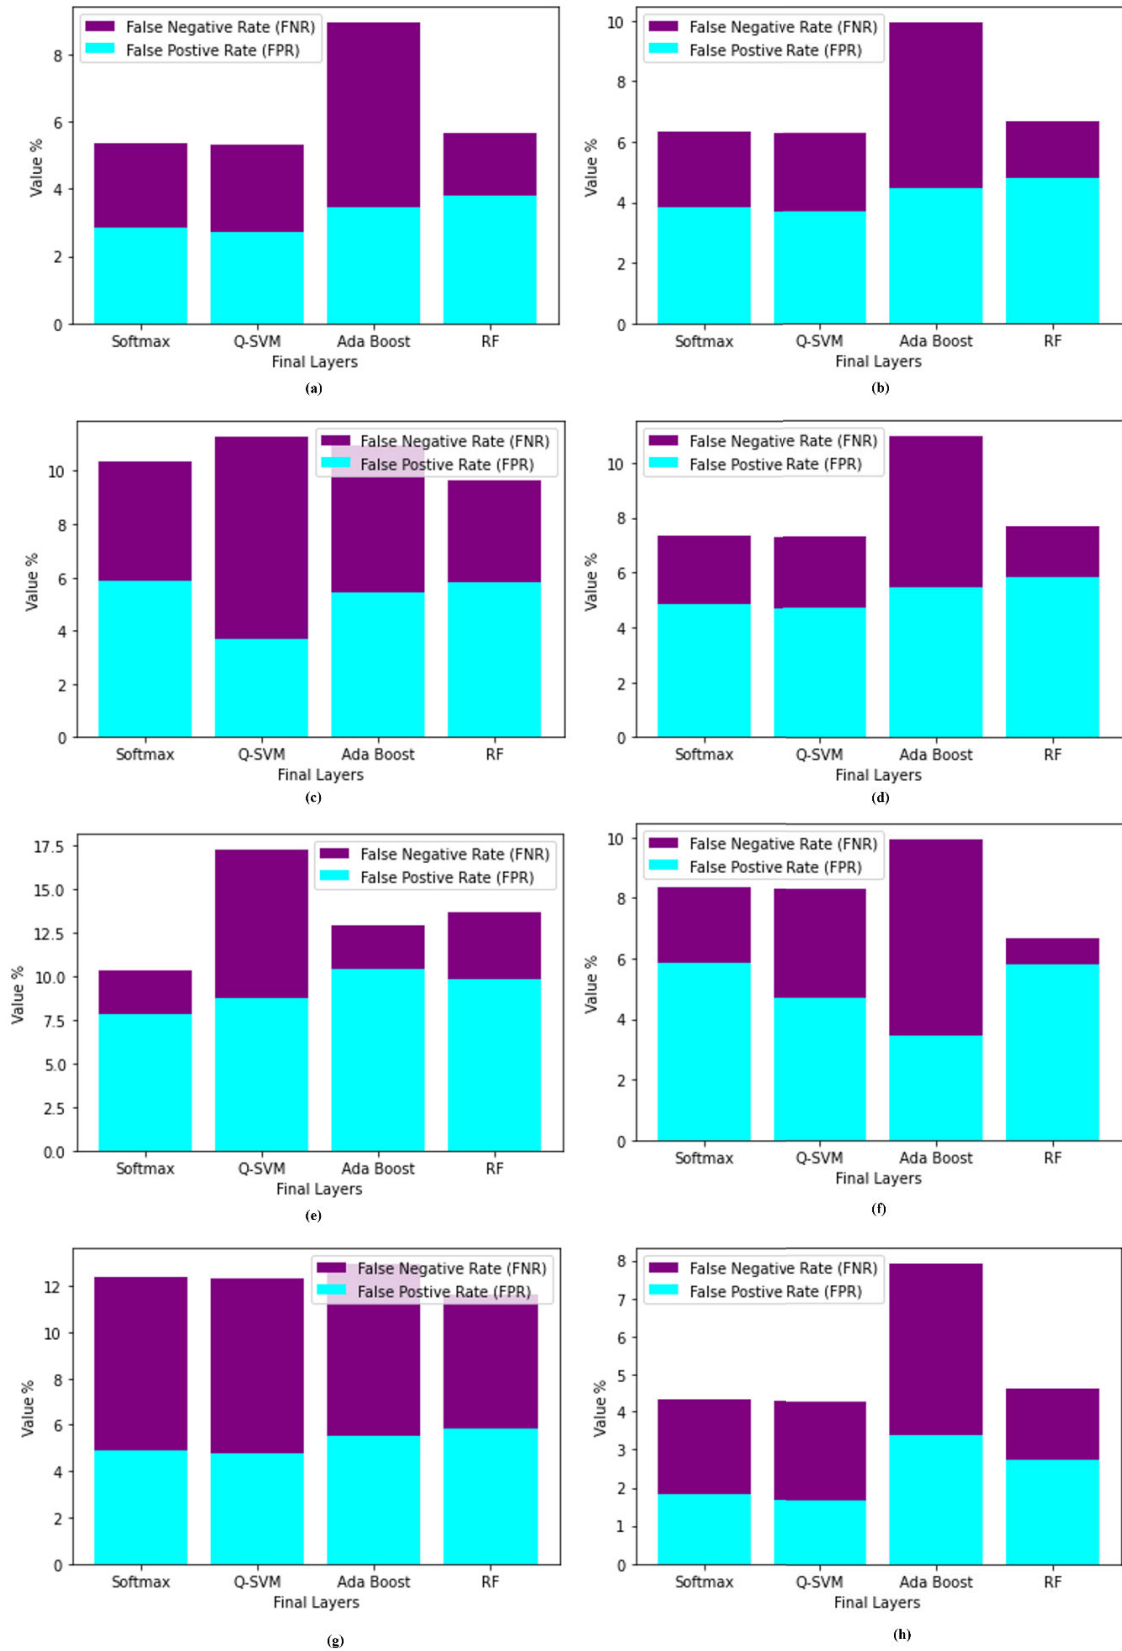 False Negative Rate (FNR)
False Postive Rate (FPR)
8
6
4
2
0
Value %
Softmax Q-SVM Ada Boost RF
Final Layers
(a)
False Negative Rate (FNR)
False Postive Rate (FPR)
10
8
6
4
2
0
Value %
Softmax Q-SVM Ada Boost RF
Final Layers
(b)
False Negative Rate (FNR)
False Postive Rate (FPR)
10
8
6
4
2
0
Value %
Softmax Q-SVM Ada Boost RF
Final Layers
(c)
False Negative Rate (FNR)
False Postive Rate (FPR)
10
8
6
4
2
0
Value %
Softmax Q-SVM Ada Boost RF
Final Layers
(d)
False Negative Rate (FNR)
False Postive Rate (FPR)
17.5
15.0
12.5
10.0
7.5
5.0
2.5
0.0
Value %
Softmax Q-SVM Ada Boost RF
Final Layers
(e)
False Negative Rate (FNR)
False Postive Rate (FPR)
10
8
6
4
2
0
Value %
Softmax Q-SVM Ada Boost RF
Final Layers
(f)
False Negative Rate (FNR)
False Postive Rate (FPR)
12
10
8
6
4
2
0
Value %
Softmax Q-SVM Ada Boost RF
Final Layers
(g)
False Negative Rate (FNR)
False Postive Rate (FPR)
8
7
6
5
4
3
2
1
0
Value %
Softmax Q-SVM Ada Boost RF
Final Layers
(h)